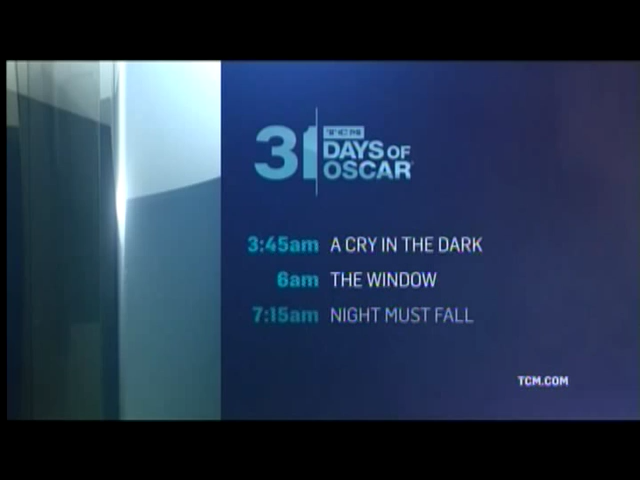 31 TCM
DAYS OF
OSCAR
3:45am A CRY IN THE DARK
6am THE WINDOW
7:15am NIGHT MUST FALL
TCM.COM